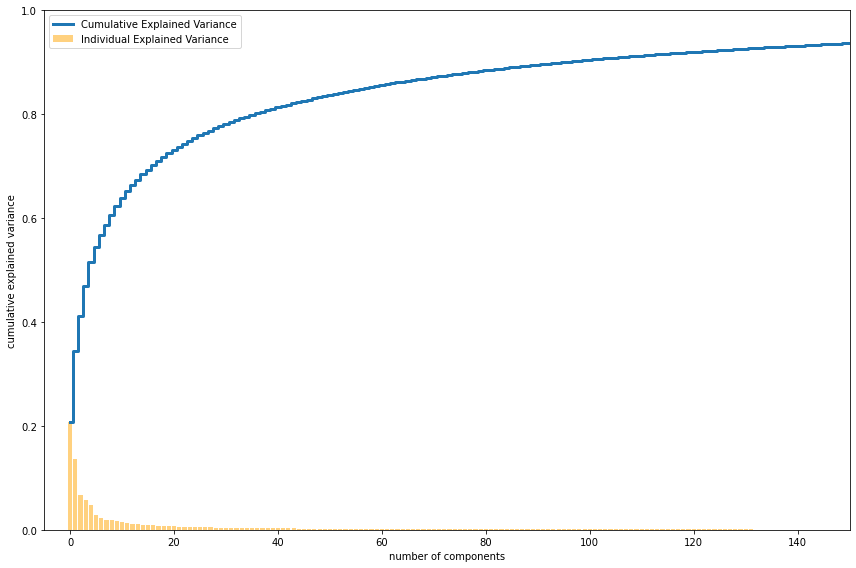 Cumulative Explained Variance
Individual Explained Variance
cumulative explained variance
1.0
0.8
0.6
0.4
0.2
0.0
0 20 40 60 80 100 120 140
number of components